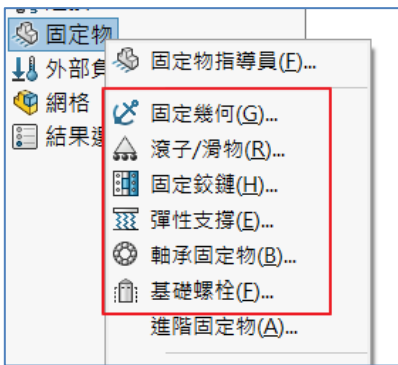 固定物
固定物指導員(F)...
外部負
網格
固定幾何(G)...
結果選
滾子/滑物(R)...
固定鉸鏈(H)...
彈性支撐(E)...
軸承固定物(B)...
基礎螺栓(F)...
進階固定物(A)...